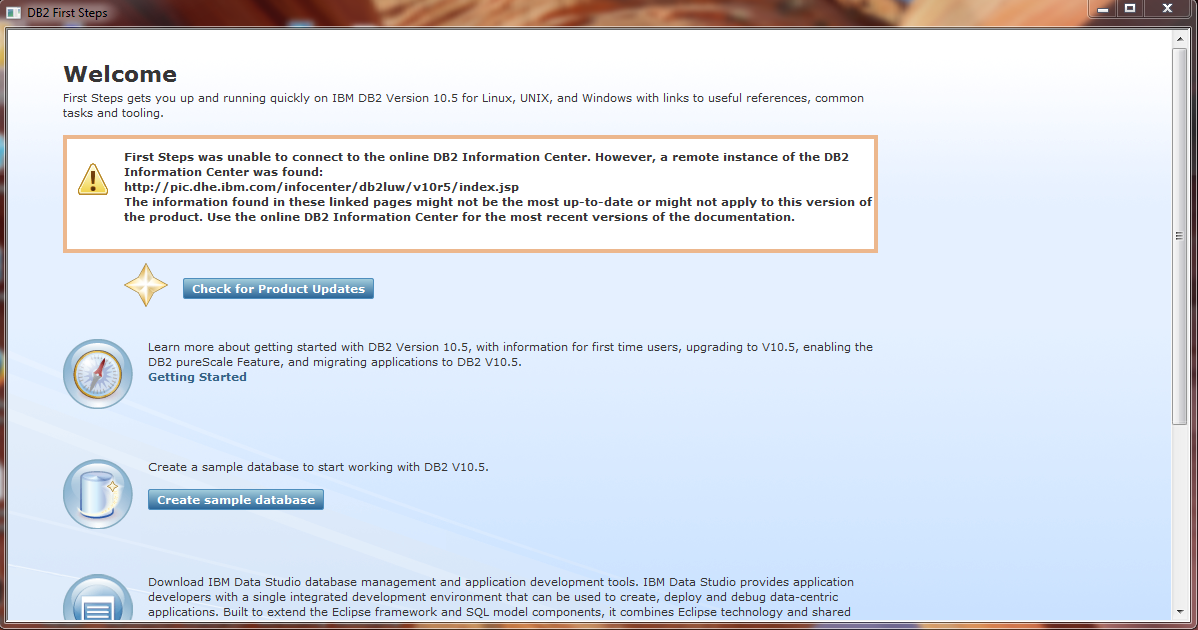 DB2 First Steps
Welcome
First Steps gets you up and running quickly on IBM DB2 Version 10.5 for Linux, UNIX, and Windows with links to useful references, common
tasks and tooling.
First Steps was unable to connect to the online DB2 Information Center. However, a remote instance of the DB2
Information Center was found:
http://pic.dhe.ibm.com/infocenter/db2luw/v10r5/index.jsp
The information found in these linked pages might not be the most up-to-date or might not apply to this version of
the product. Use the online DB2 Information Center for the most recent versions of the documentation.
Check for Product Updates
Learn more about getting started with DB2 Version 10.5, with information for first time users, upgrading to V10.5, enabling the
DB2 pureScale Feature, and migrating applications to DB2 V10.5.
Getting Started
Create a sample database to start working with DB2 V10.5.
Create sample database
Download IBM Data Studio database management and application development tools. IBM Data Studio provides application
developers with a single integrated development environment that can be used to create, deploy and debug data-centric
applications. Built to extend the Eclipse framework and SQL model components, it combines Eclipse technology and shared